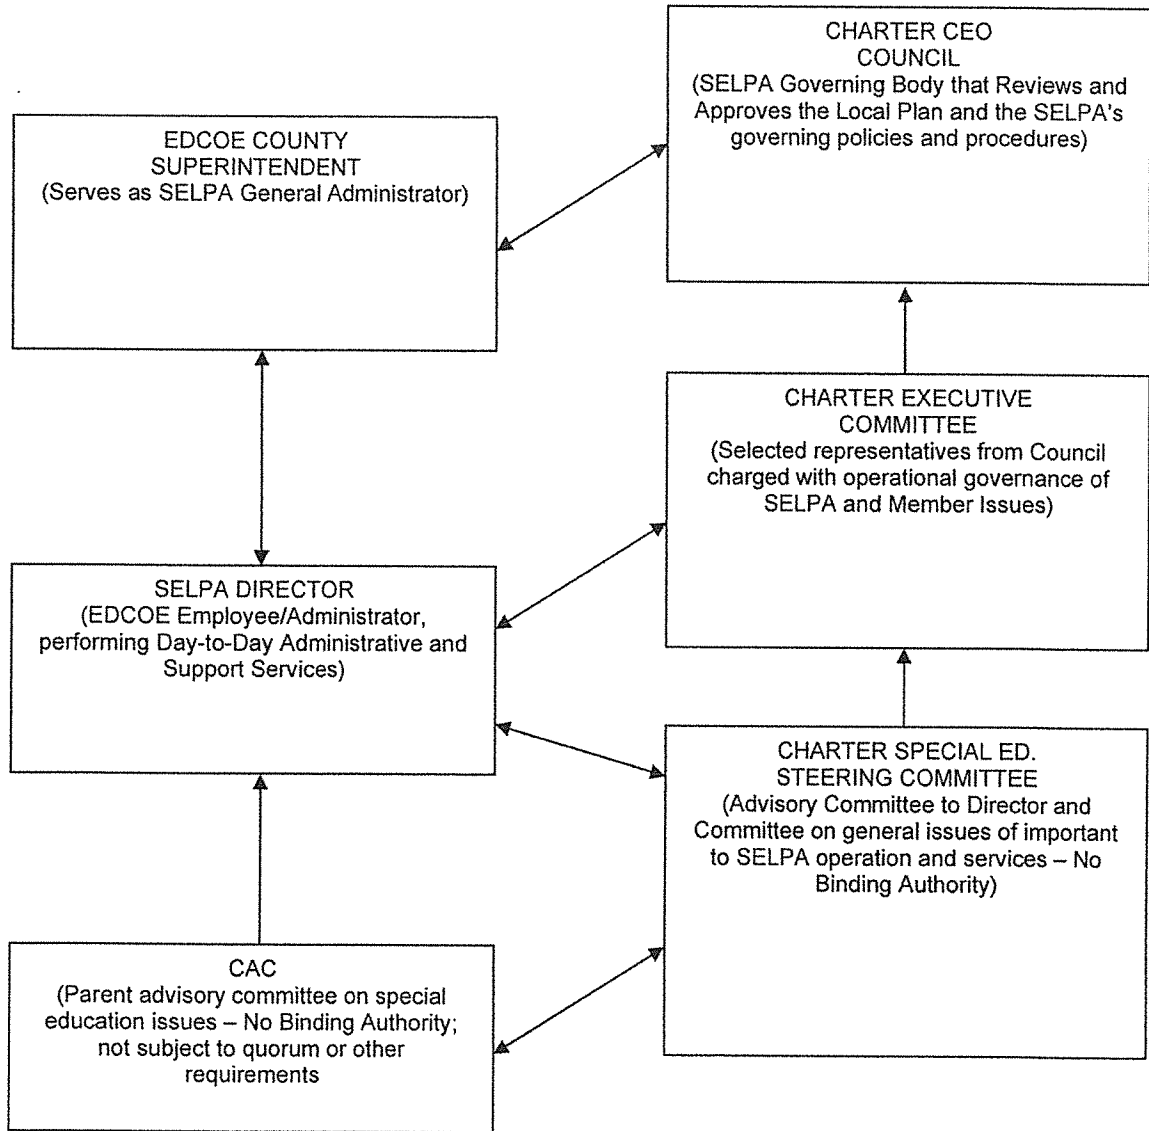 CHARTER CEO
COUNCIL
(SELPA Governing Body that Reviews and
Approves the Local Plan and the SELPA's
governing policies and procedures)
EDCOE COUNTY
SUPERINTENDENT
(Serves as SELPA General Administrator)
CHARTER EXECUTIVE
COMMITTEE
(Selected representatives from Council
charged with operational governance of
SELPA and Member Issues)
SELPA DIRECTOR
(EDCOE Employee/Administrator,
performing Day-to-Day Administrative and
Support Services)
CHARTER SPECIAL ED.
STEERING COMMITTEE
(Advisory Committee to Director and
Committee on general issues of important
to SELPA operation and services – No
Binding Authority)
CAC
(Parent advisory committee on special
education issues – No Binding Authority;
not subject to quorum or other
requirements